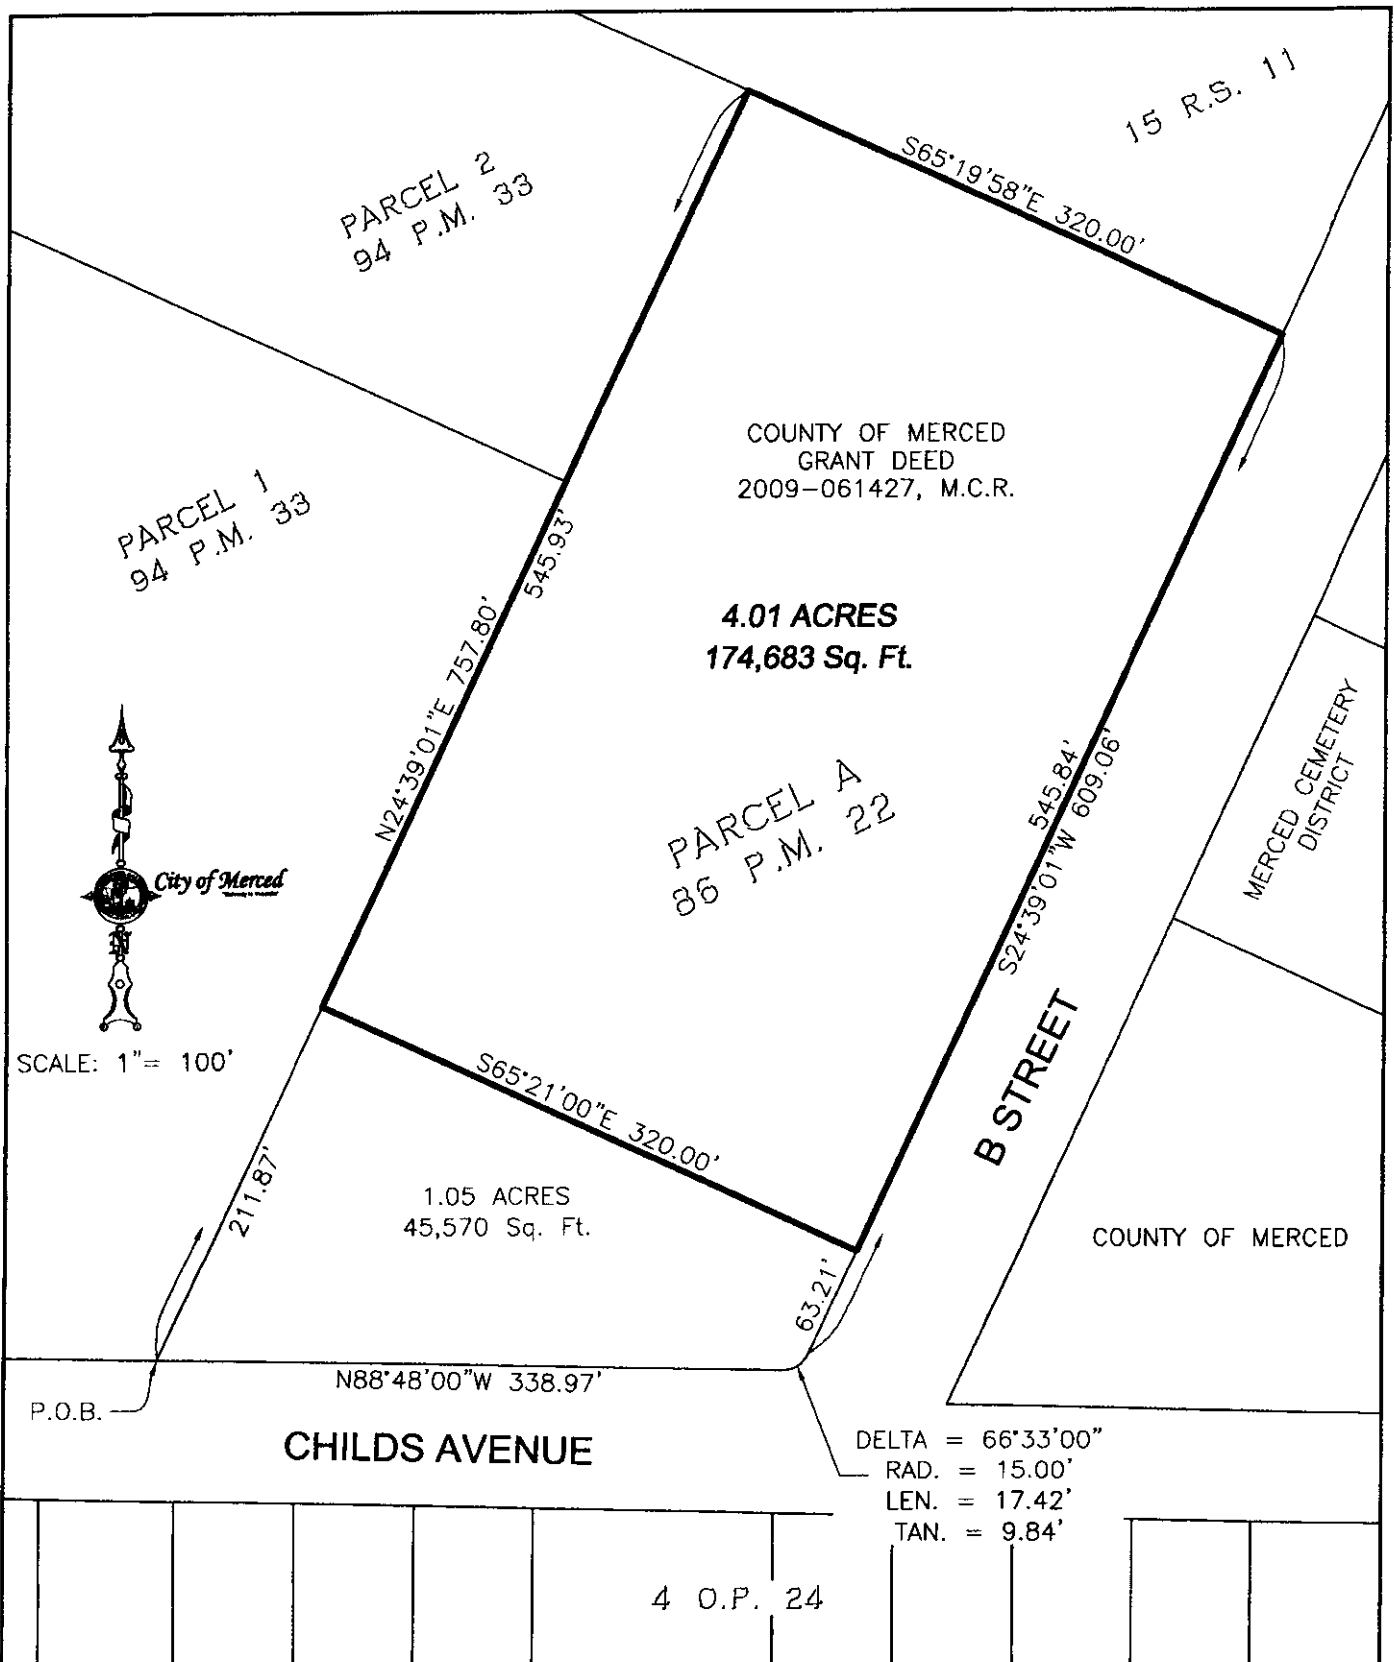 15 R.S. 11
S65°19'58"E 320.00'
PARCEL 2
94 P.M. 33
COUNTY OF MERCED
GRANT DEED
2009-061427, M.C.R.
PARCEL 1
94 P.M. 33
545.93'
N24°39'01"E 757.80'
4.01 ACRES
174,683 Sq. Ft.
MERCED CEMETERY
DISTRICT
545.84'
S24°39'01"W 609.06'
PARCEL A
86 P.M. 22
City of Merced
N
SCALE: 1"= 100'
B STREET
S65°21'00"E 320.00'
211.87'
1.05 ACRES
45,570 Sq. Ft.
COUNTY OF MERCED
63.21'
N88°48'00"W 338.97'
P.O.B.
CHILDS AVENUE
DELTA = 66°33'00"
RAD. = 15.00'
LEN. = 17.42'
TAN. = 9.84'
4 O.P. 24